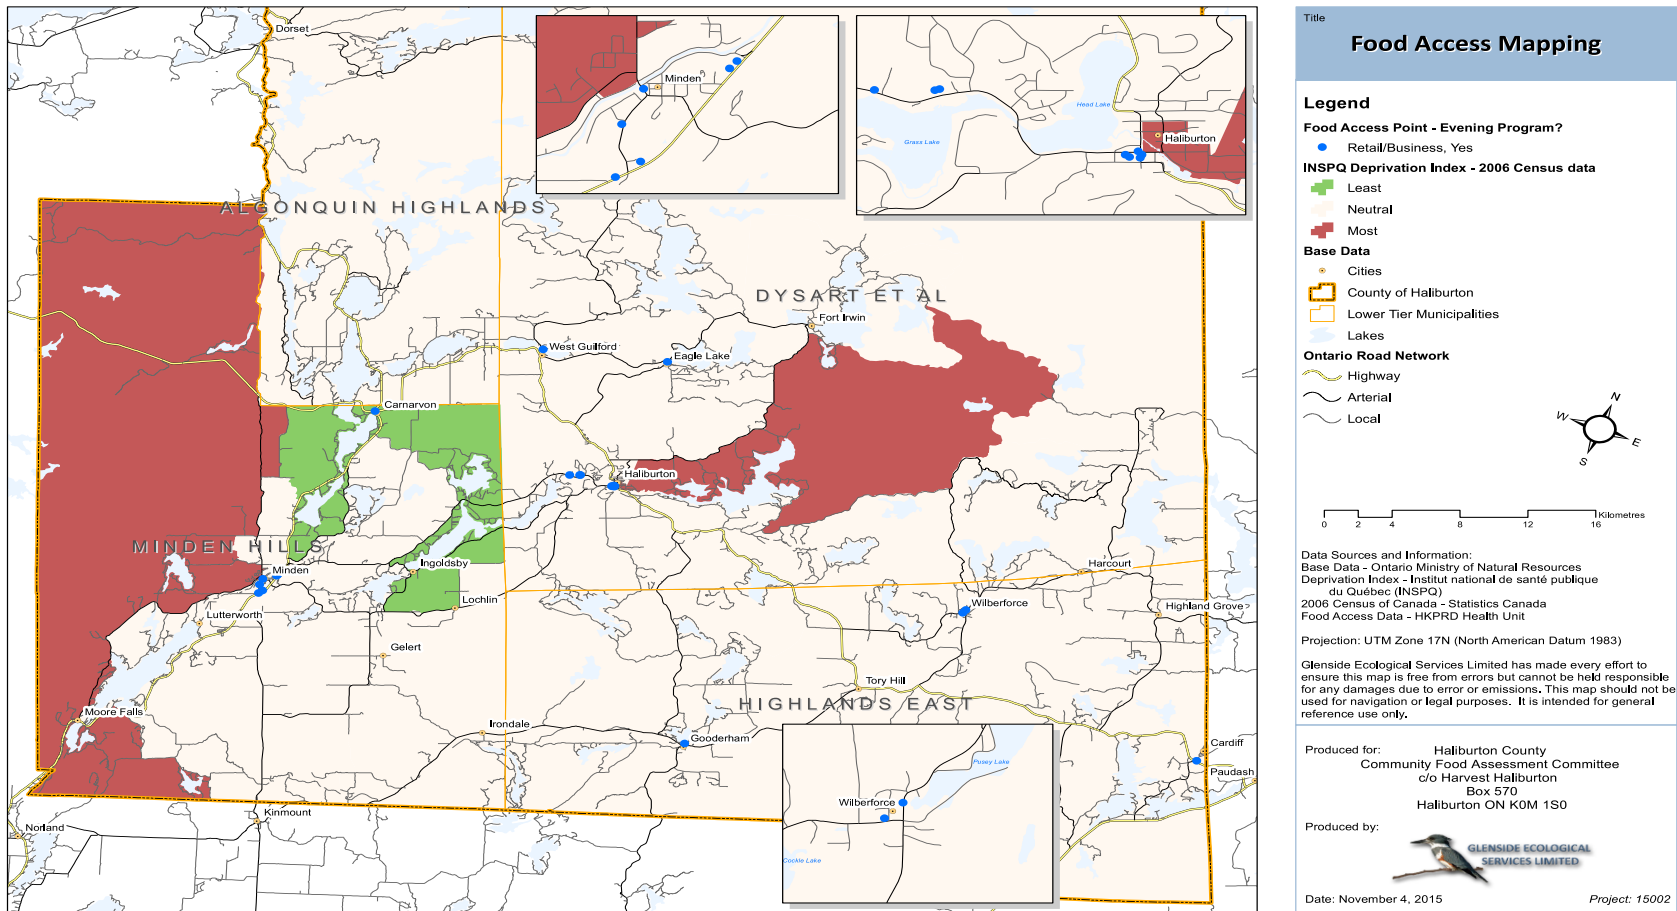 Dorset
Minden
Head Lake
Grass Lake
Haliburton
ALGONQUIN HIGHLANDS
DYSART ET AL
Fort Irwin
West Guilford
Eagle Lake
Carnarvon
Haliburton
MINDEN HILLS
Minden
Ingoldsby
Harcourt
Lochlin
Wilberforce
Highland Grove
Lutterworth
Gelert
Tory Hill
HIGHLANDS EAST
Moore Falls
Irondale
Gooderham
Cardiff
Pusey Lake
Paudash
Wilberforce
Kinmount
Norland
Cockle Lake
Title
Food Access Mapping
Legend
Food Access Point - Evening Program?
Retail/Business, Yes
INSPQ Deprivation Index - 2006 Census data
Least
Neutral
Most
Base Data
Cities
County of Haliburton
Lower Tier Municipalities
Lakes
Ontario Road Network
Highway
Arterial
Local
N
W
E
S
0 2 4 8 12 16 Kilometres
Data Sources and Information:
Base Data - Ontario Ministry of Natural Resources
Deprivation Index - Institut national de santé publique
du Québec (INSPQ)
2006 Census of Canada - Statistics Canada
Food Access Data - HKPRD Health Unit
Projection: UTM Zone 17N (North American Datum 1983)
Glenside Ecological Services Limited has made every effort to
ensure this map is free from errors but cannot be held responsible
for any damages due to error or emissions. This map should not be
used for navigation or legal purposes. It is intended for general
reference use only.
Produced for: Haliburton County
Community Food Assessment Committee
c/o Harvest Haliburton
Box 570
Haliburton ON K0M 1S0
Produced by:
GLENSIDE ECOLOGICAL
SERVICES LIMITED
Date: November 4, 2015 Project: 15002